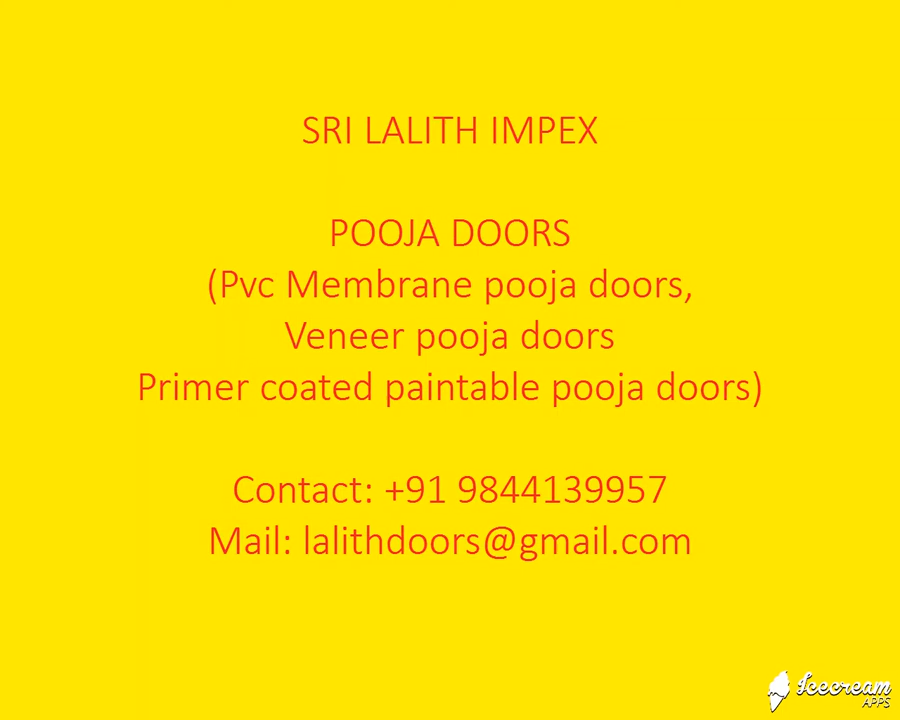 SRI LALITH IMPEX
POOJA DOORS
(Pvc Membrane pooja doors,
Veneer pooja doors
Primer coated paintable pooja doors)
Contact: +91 9844139957
Mail: lalithdoors@gmail.com
Icecream
APPS